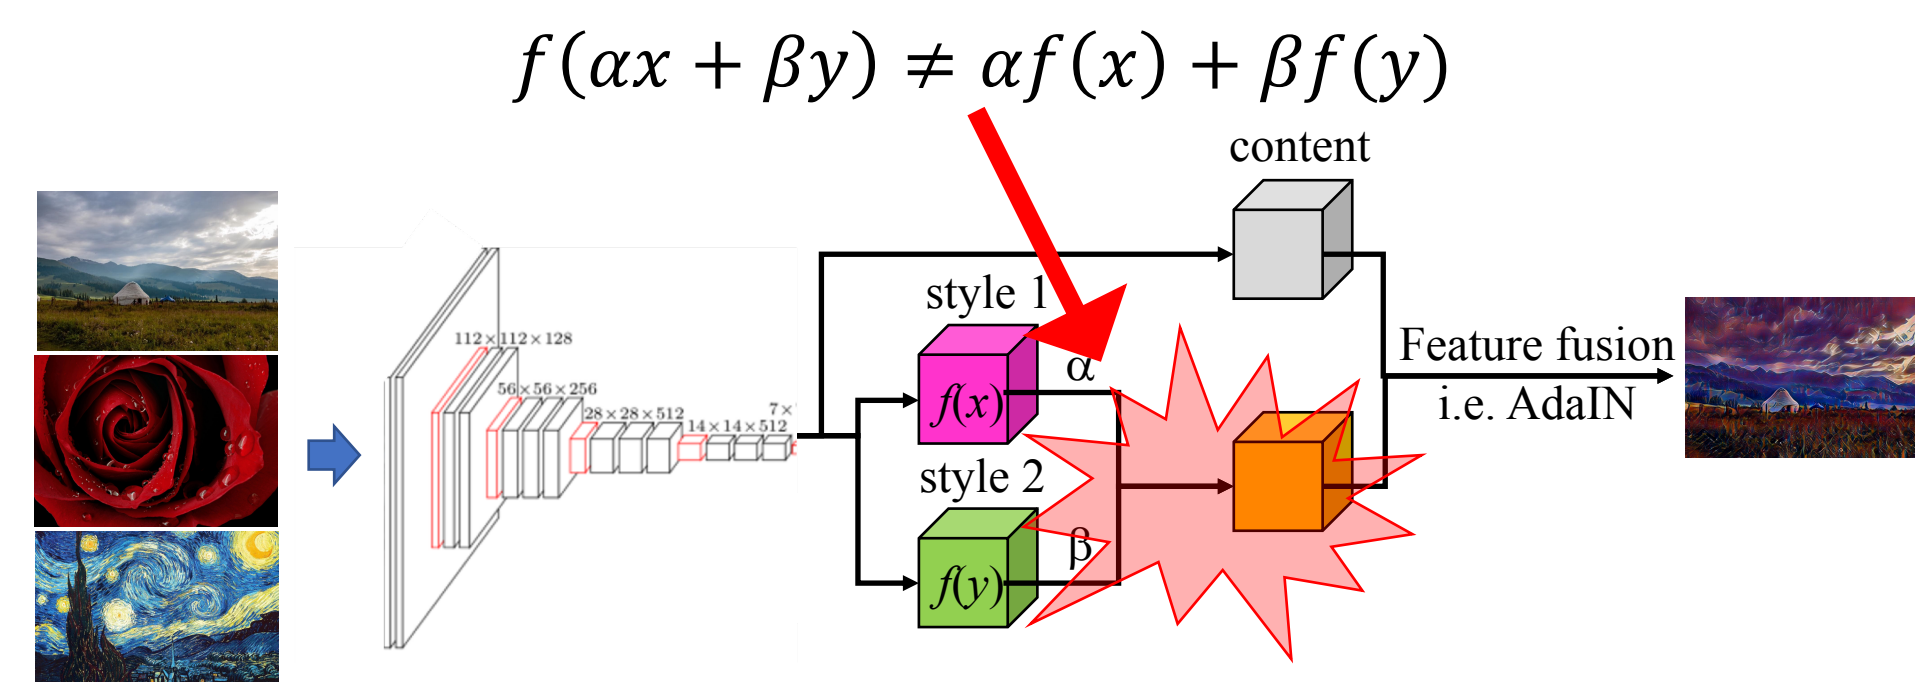 f(αx + βy) ≠ αf(x) + βf(y)
content
style 1
112×112×128
56×56×256
28×28×512
14×14×512
7×
α
f(x)
Feature fusion
i.e. AdaIN
style 2
β
f(y)